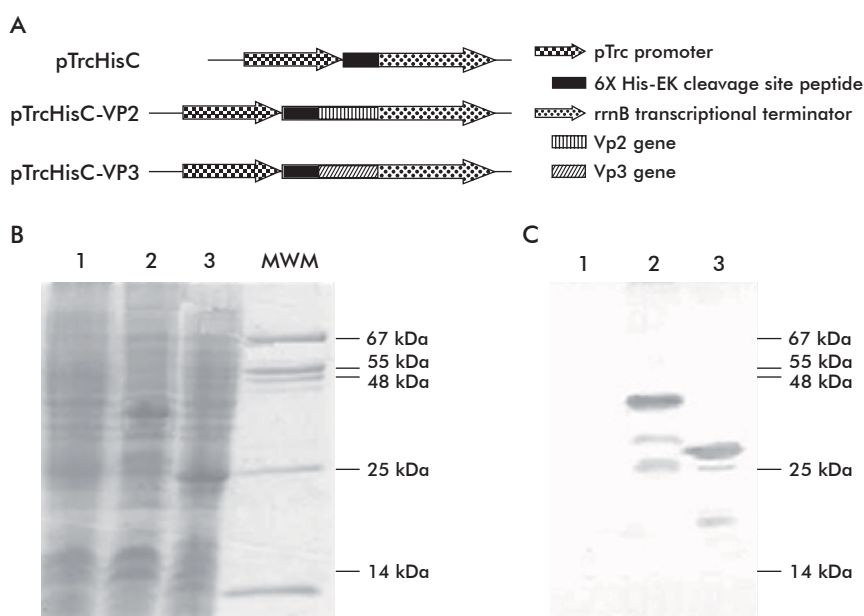 A
pTrcHisC
pTrcHisC-VP2
pTrcHisC-VP3
pTrc promoter
6X His-EK cleavage site peptide
rrnB transcriptional terminator
Vp2 gene
Vp3 gene
B
1 2 3 MWM
67 kDa
55 kDa
48 kDa
25 kDa
14 kDa
C
1 2 3
67 kDa
55 kDa
48 kDa
25 kDa
14 kDa